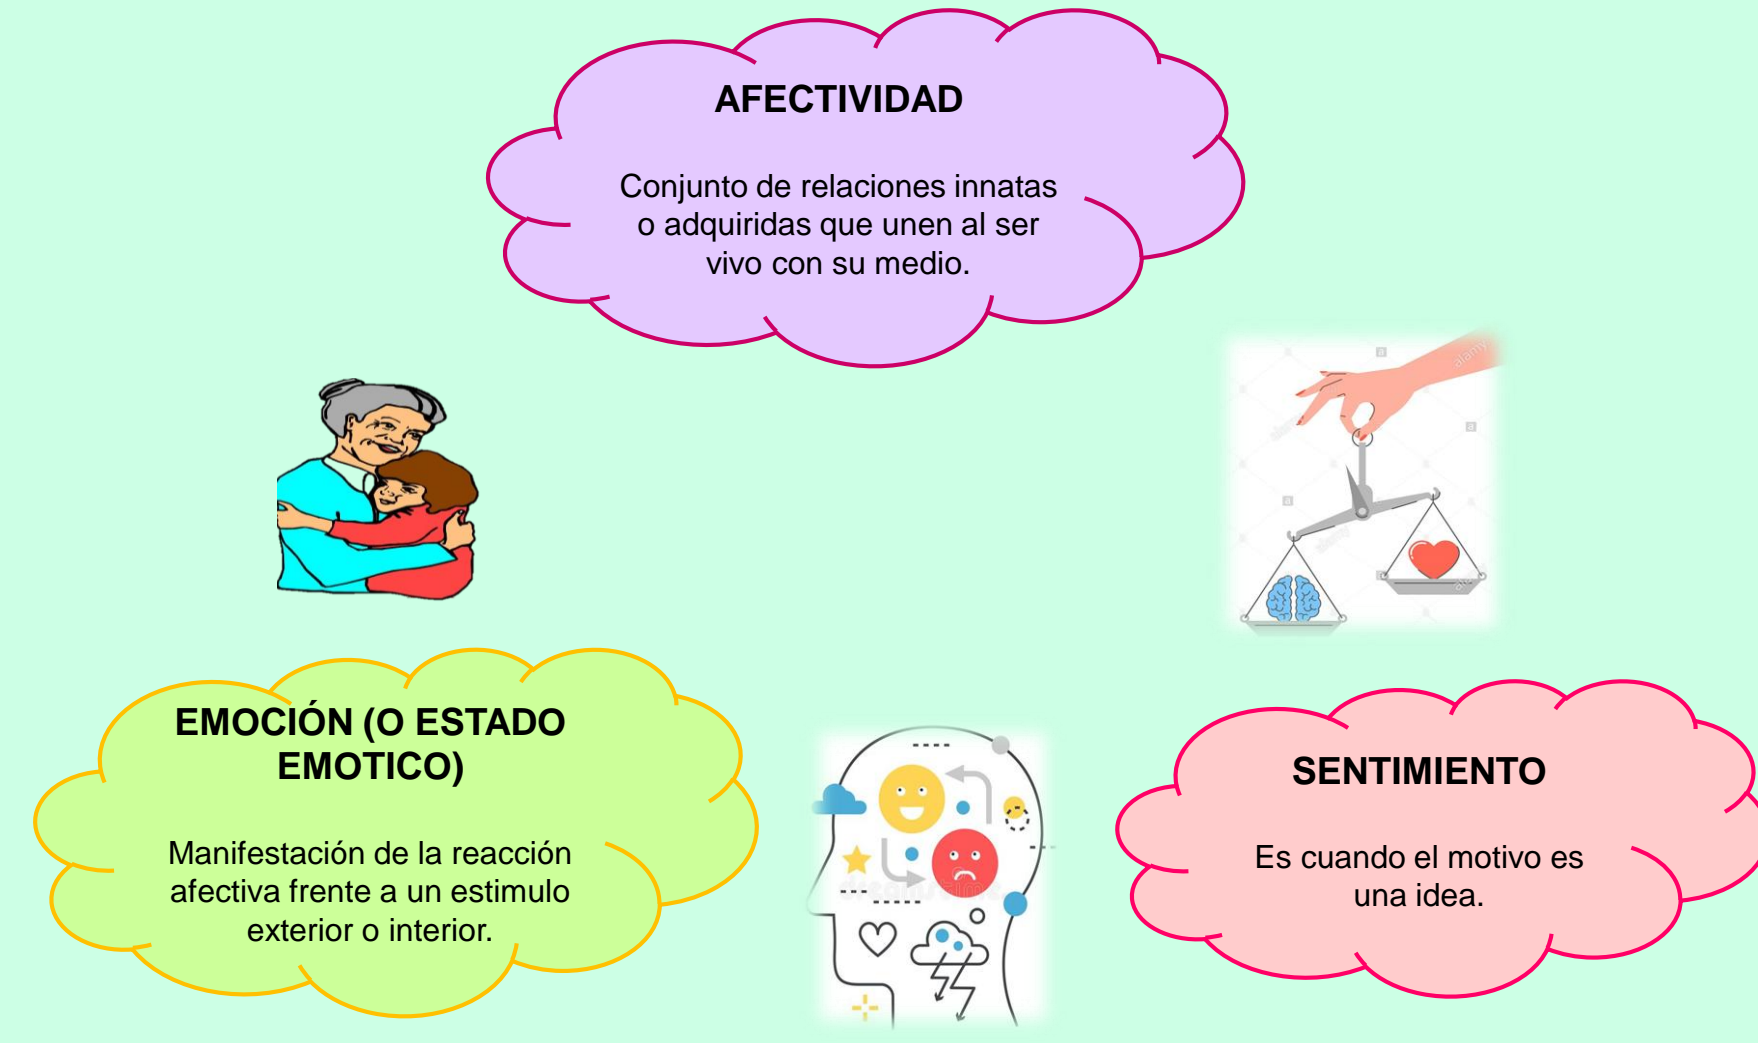 AFECTIVIDAD
Conjunto de relaciones innatas
o adquiridas que unen al ser
vivo con su medio.
alamy
a
a
a
EMOCIÓN (O ESTADO
EMOTICO)
Manifestación de la reacción
afectiva frente a un estimulo
exterior o interior.
SENTIMIENTO
Es cuando el motivo es
una idea.